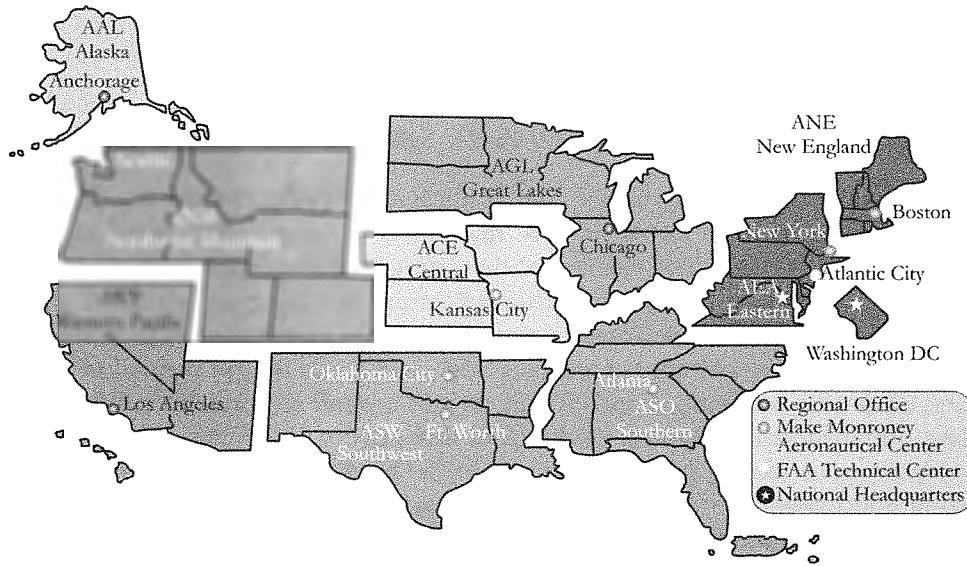 AAL
Alaska
Anchorage
ANE
New England
AGL
Great Lakes
Boston
New York
Chicago
ACE
Central
Atlantic City
Eastern
Kansas City
Washington DC
Oklahoma City
Atlanta
Los Angeles
ASO
Southern
ASW
Ft. Worth
Southwest
Regional Office
Make Monroney
Aeronautical Center
FAA Technical Center
National Headquarters